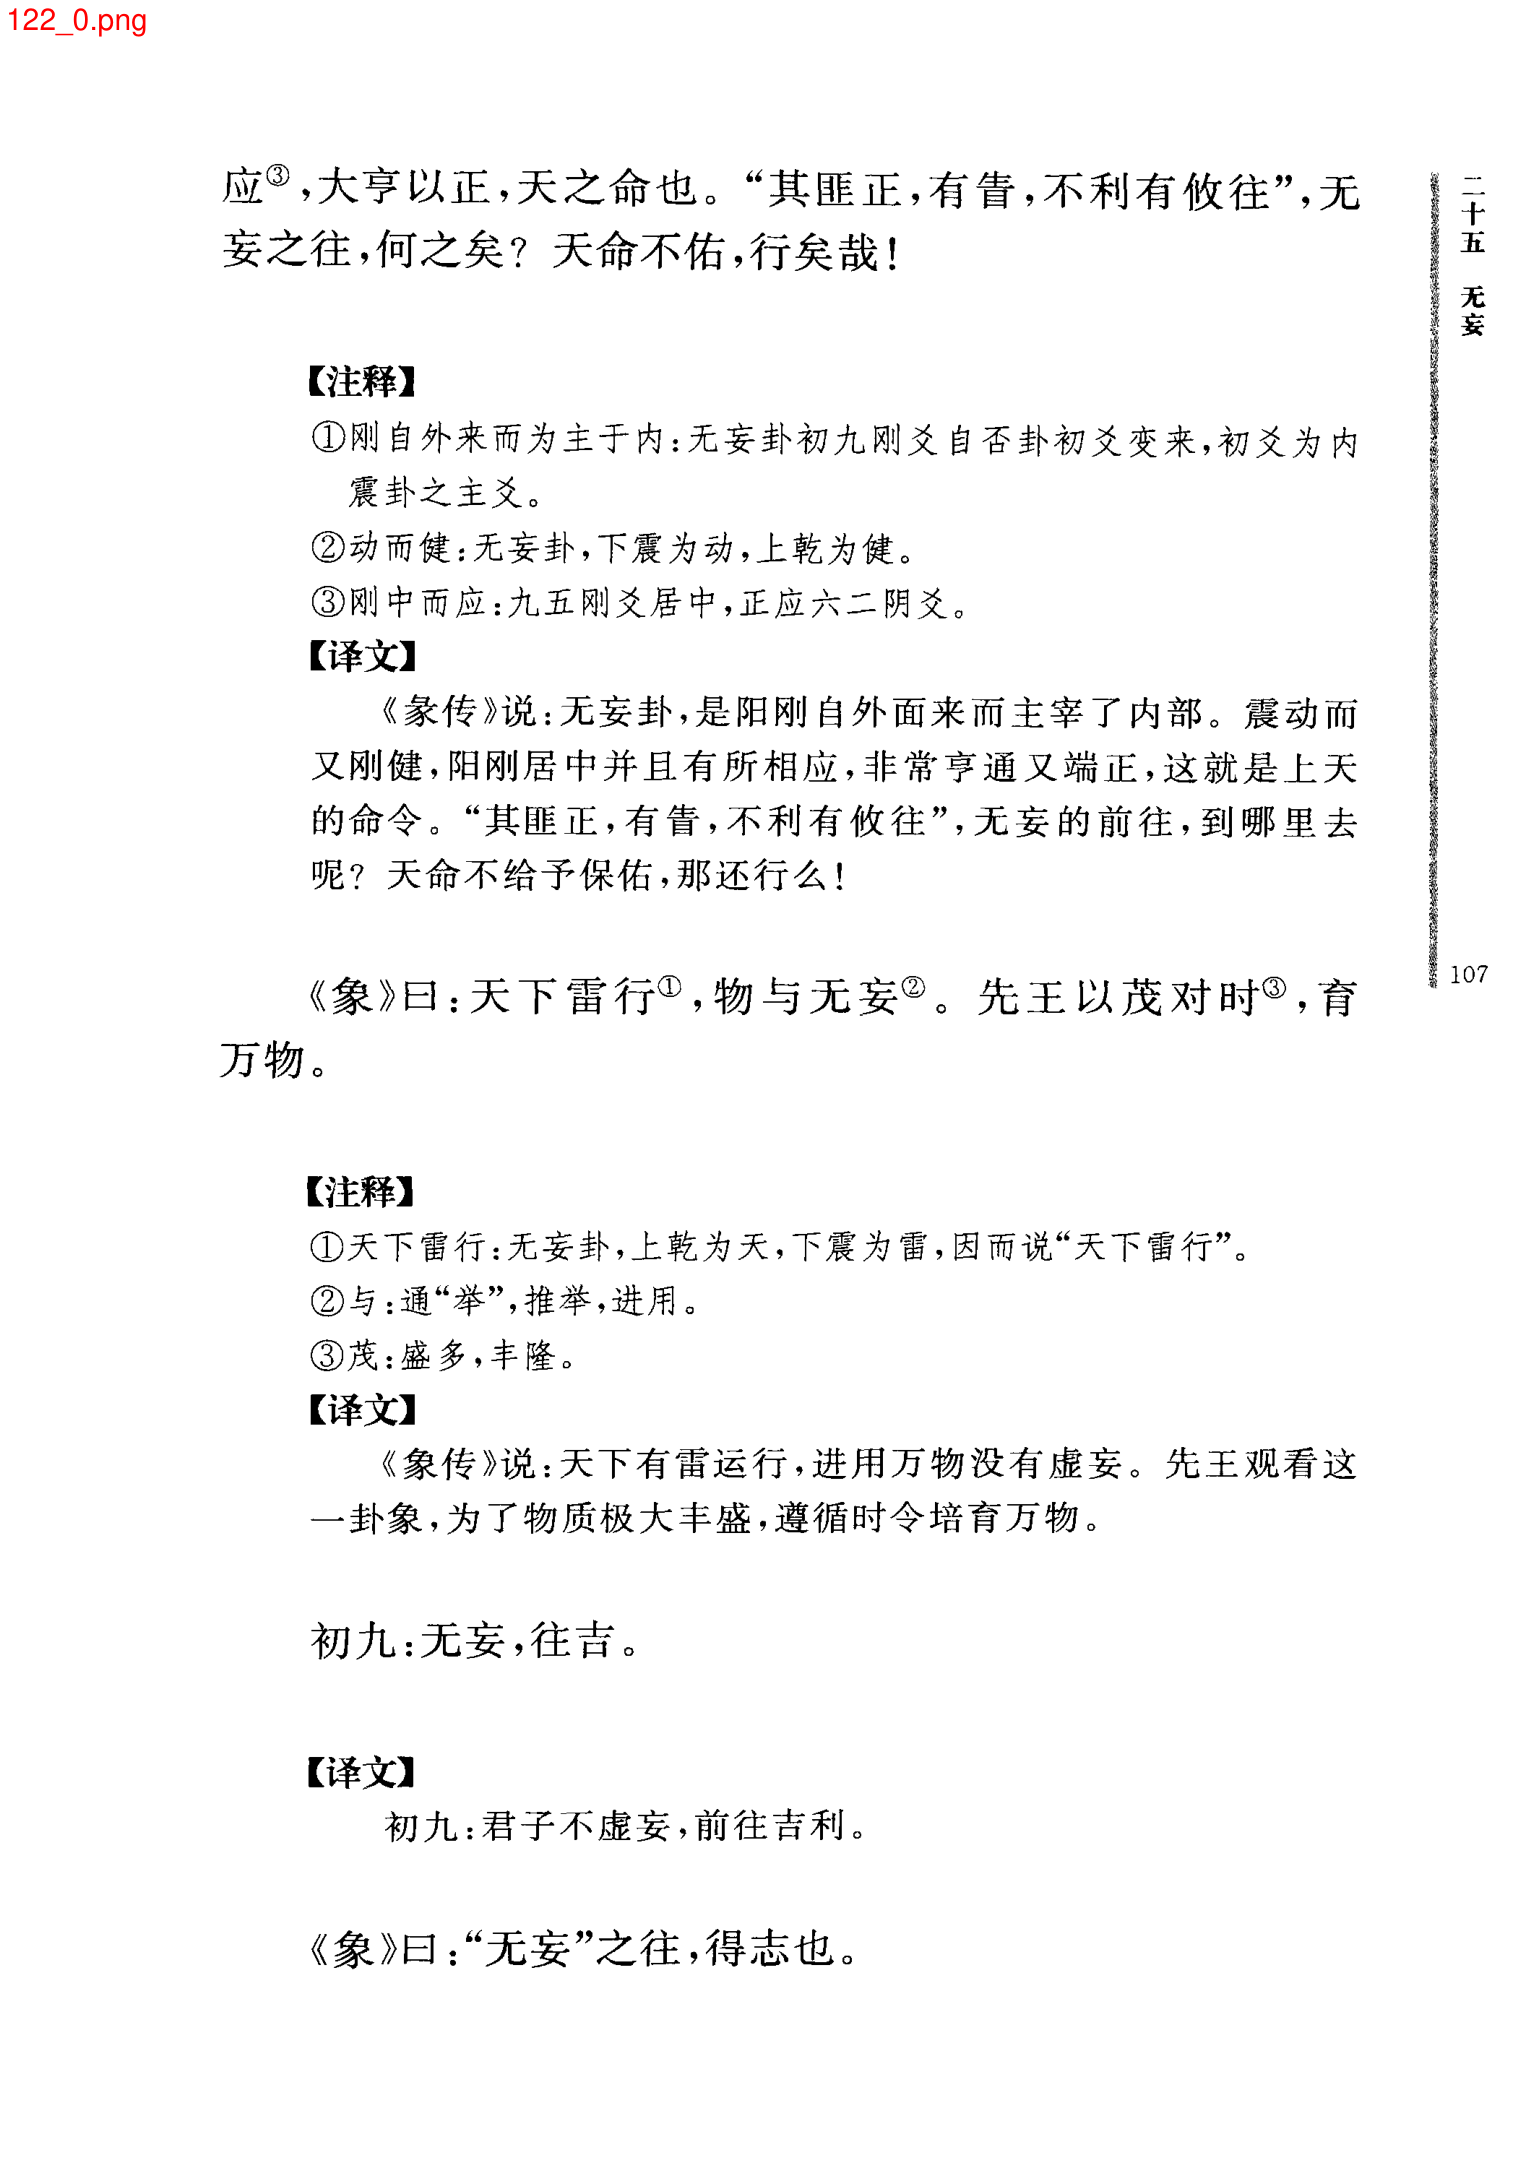 122_0.png
应③,大亨以正,天之命也。“其匪正,有眚,不利有攸往”,无
妄之往,何之矣?天命不佑,行矣哉!
【注释】
①刚自外来而为主于内:无妄卦初九刚爻自否卦初爻变来,初爻为内
震卦之主爻。
②动而健:无妄卦,下震为动,上乾为健。
③刚中而应:九五刚爻居中,正应六二阴爻。
【译文】
《彖传》说:无妄卦,是阳刚自外面来而主宰了内部。震动而
又刚健,阳刚居中并且有所相应,非常亨通又端正,这就是上天
的命令。“其匪正,有眚,不利有攸往”,无妄的前往,到哪里去
呢?天命不给予保佑,那还行么!
《象》曰:天下雷行①,物与无妄②。先王以茂对时③,育
万物。
【注释】
①天下雷行:无妄卦,上乾为天,下震为雷,因而说“天下雷行”。
②与:通“举”,推举,进用。
③茂:盛多,丰隆。
【译文】
《象传》说:天下有雷运行,进用万物没有虚妄。先王观看这
一卦象,为了物质极大丰盛,遵循时令培育万物。
初九:无妄,往吉。
【译文】
初九:君子不虚妄,前往吉利。
《象》曰:“无妄”之往,得志也。
二十五 无妄
107